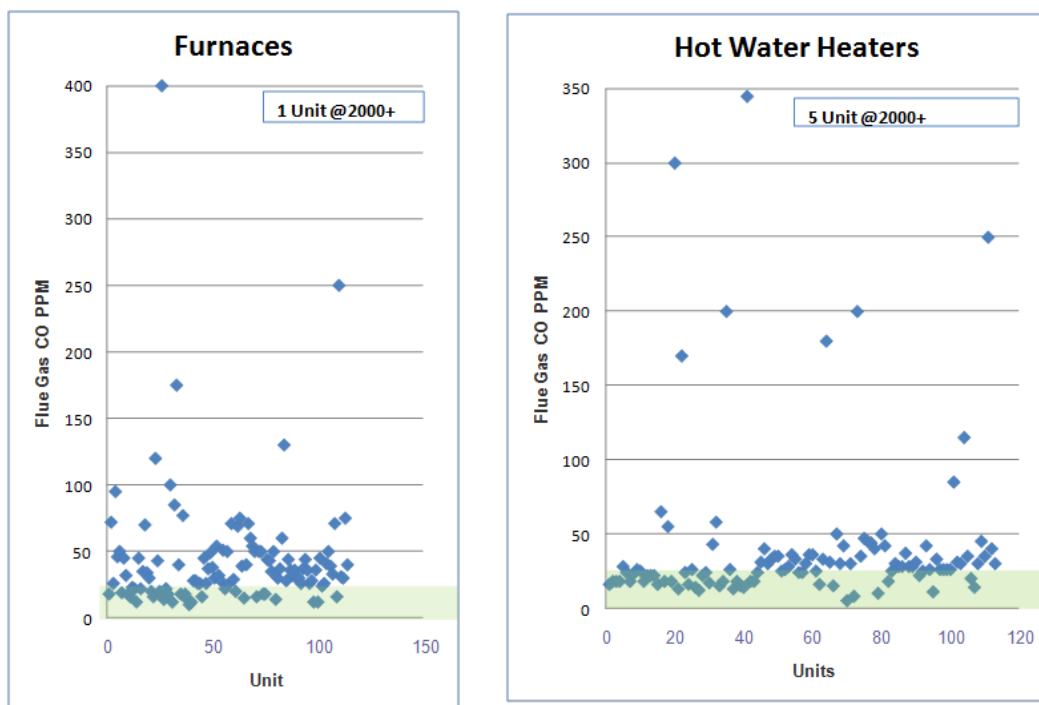 Furnaces
1 Unit @2000+
400
350
300
250
200
150
100
50
0
Flue Gas CO PPM
0 50 100 150
Unit
Hot Water Heaters
5 Unit @2000+
350
300
250
200
150
100
50
0
Flue Gas CO PPM
0 20 40 60 80 100 120
Units